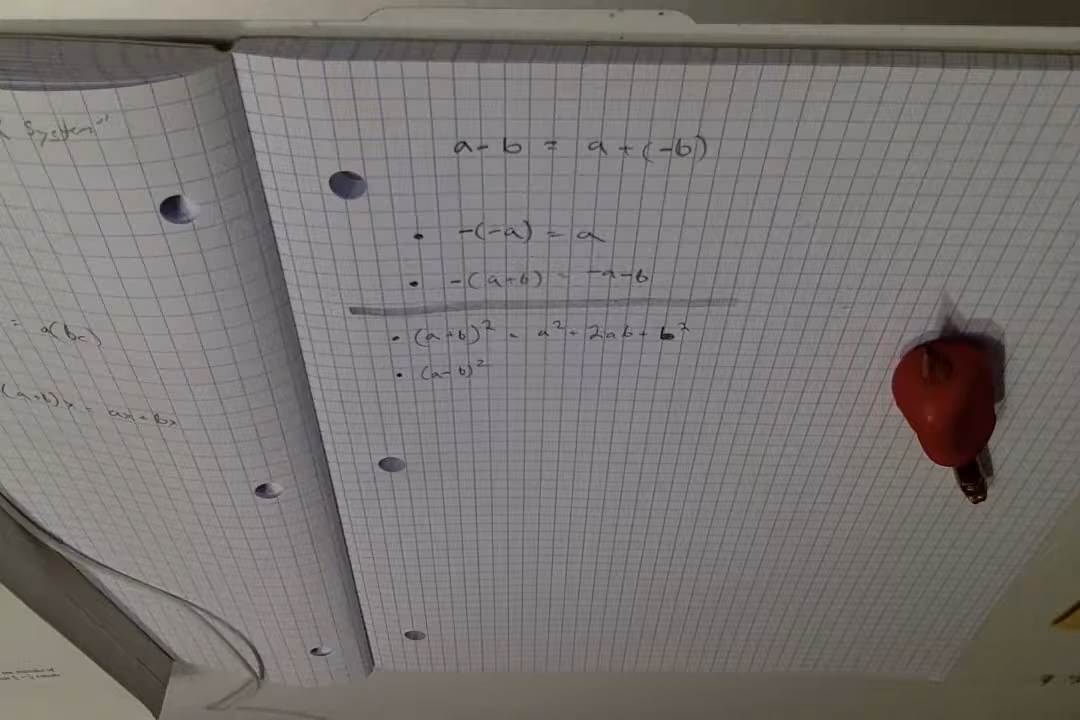 System"
= a(bc)
(a+b)x = ax+bx
a - b = a + (-b)
• -(-a) = a
• -(a+b) = -a-b
• (a+b)² = a² + 2ab + b²
• (a-b)²